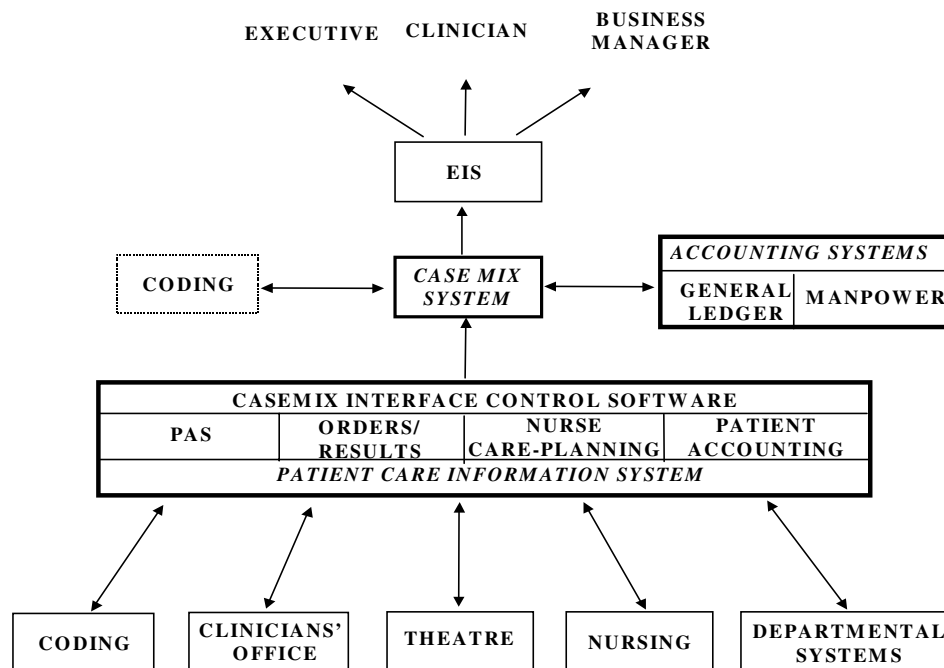 EXECUTIVE
CLINICIAN
BUSINESS
MANAGER
EIS
CODING
CASE MIX
SYSTEM
ACCOUNTING SYSTEMS
GENERAL
LEDGER
MANPOWER
CASEMIX INTERFACE CONTROL SOFTWARE
PAS
ORDERS/
RESULTS
NURSE
CARE-PLANNING
PATIENT
ACCOUNTING
PATIENT CARE INFORMATION SYSTEM
CODING
CLINICIANS’
OFFICE
THEATRE
NURSING
DEPARTMENTAL
SYSTEMS